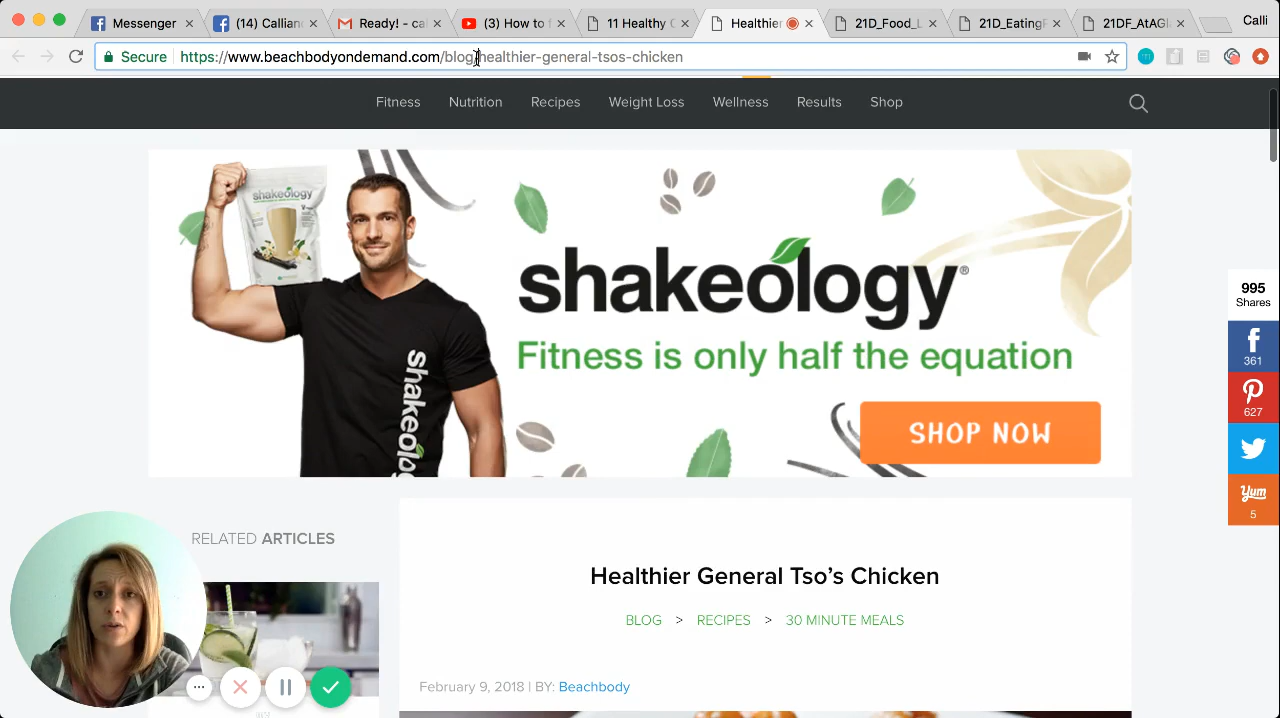 Messenger
(14) Callian
Ready! - cal
(3) How to f
11 Healthy C
Healthier
21D_Food_L
21D_EatingP
21DF_AtAGl
Calli
Secure
https://www.beachbodyondemand.com/blog/healthier-general-tsos-chicken
Fitness
Nutrition
Recipes
Weight Loss
Wellness
Results
Shop
shakeology
shakeology
shakeology®
Fitness is only half the equation
SHOP NOW
995
Shares
361
627
Yum
5
RELATED ARTICLES
Healthier General Tso's Chicken
BLOG > RECIPES > 30 MINUTE MEALS
February 9, 2018 | BY: Beachbody